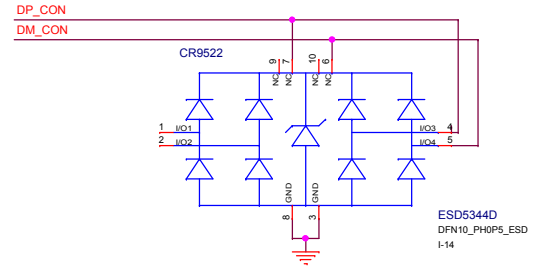 DP_CON
DM_CON
CR9522
9 7 10 6
NC NC NC NC
1 I/O1 I/O3 4
2 I/O2 I/O4 5
GND GND
8 3
ESD5344D
DFN10_PH0P5_ESD
I-14